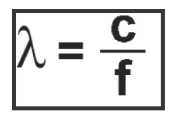 λ = c/f